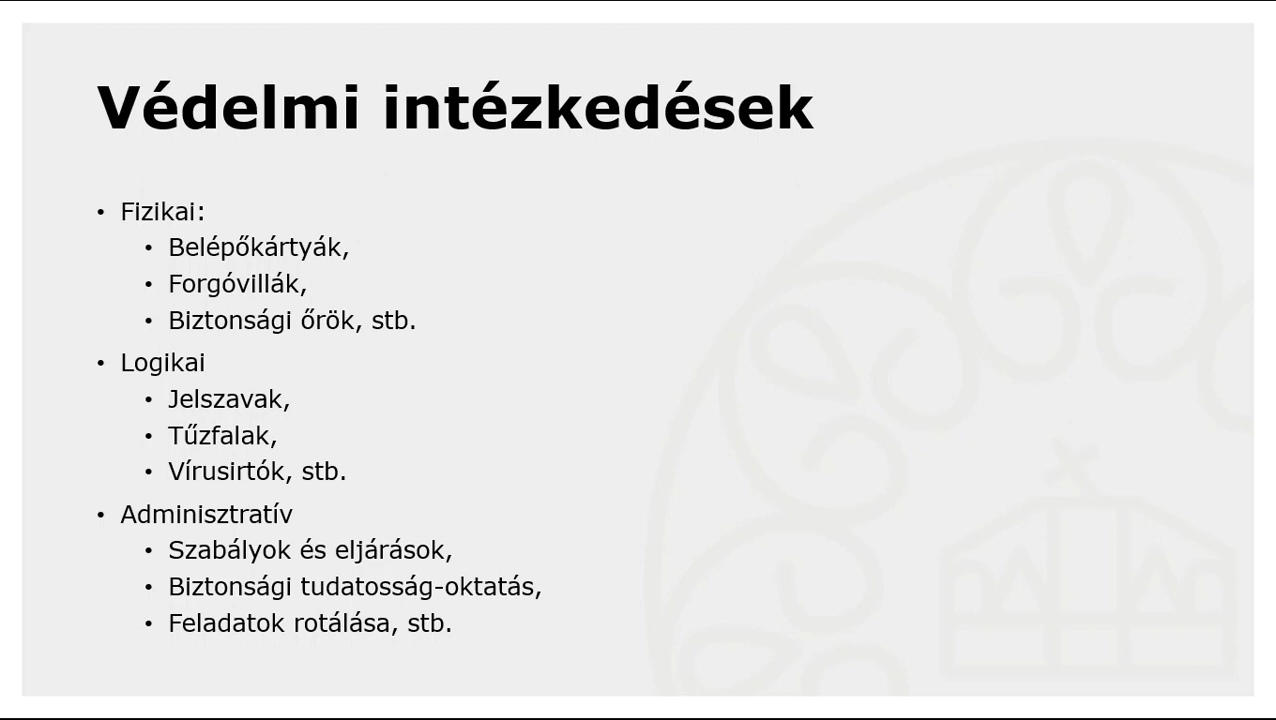 Védelmi intézkedések
• Fizikai:
• Belépőkártyák,
• Forgóvillák,
• Biztonsági őrök, stb.
• Logikai
• Jelszavak,
• Tűzfalak,
• Vírusirtók, stb.
• Adminisztratív
• Szabályok és eljárások,
• Biztonsági tudatosság-oktatás,
• Feladatok rotálása, stb.